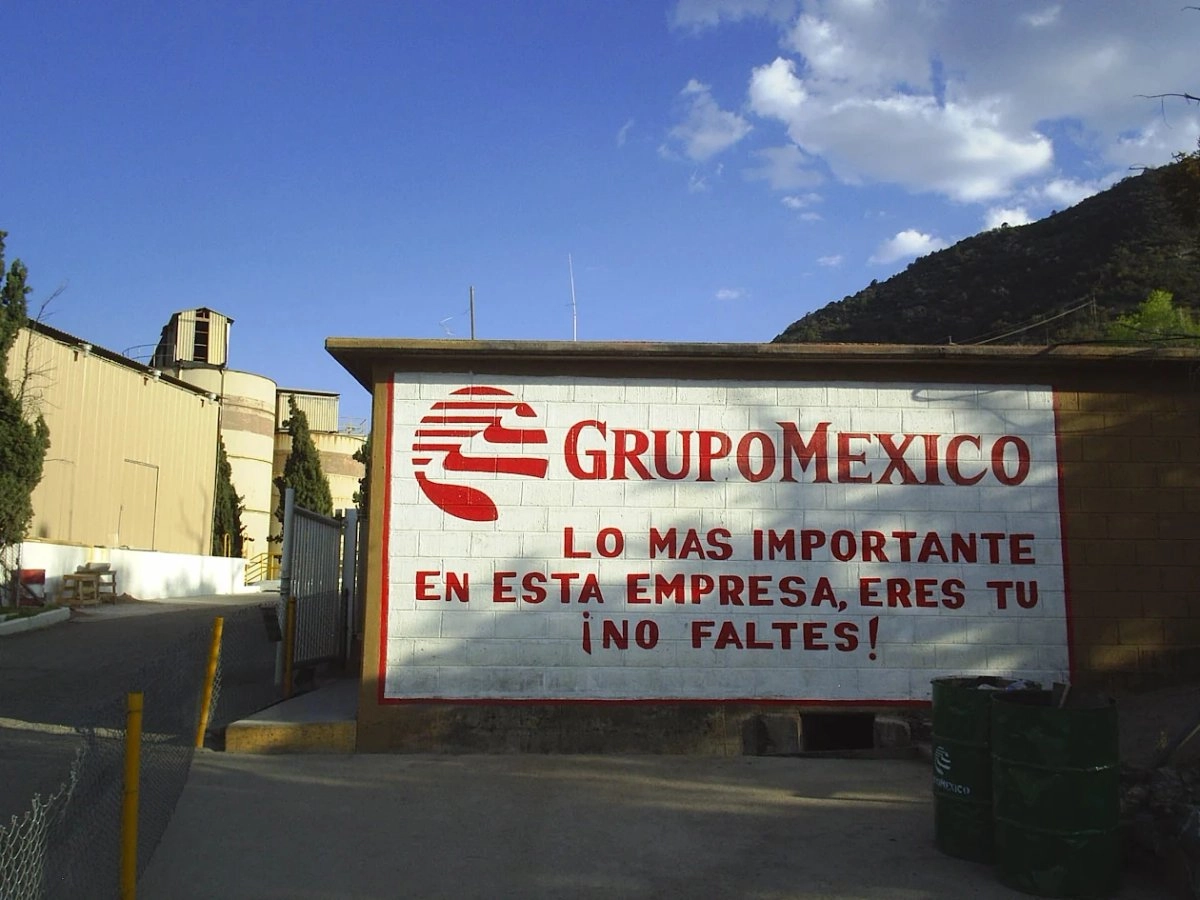 GRUPOMEXICO
LO MAS IMPORTANTE
EN ESTA EMPRESA, ERES TU
¡NO FALTES!